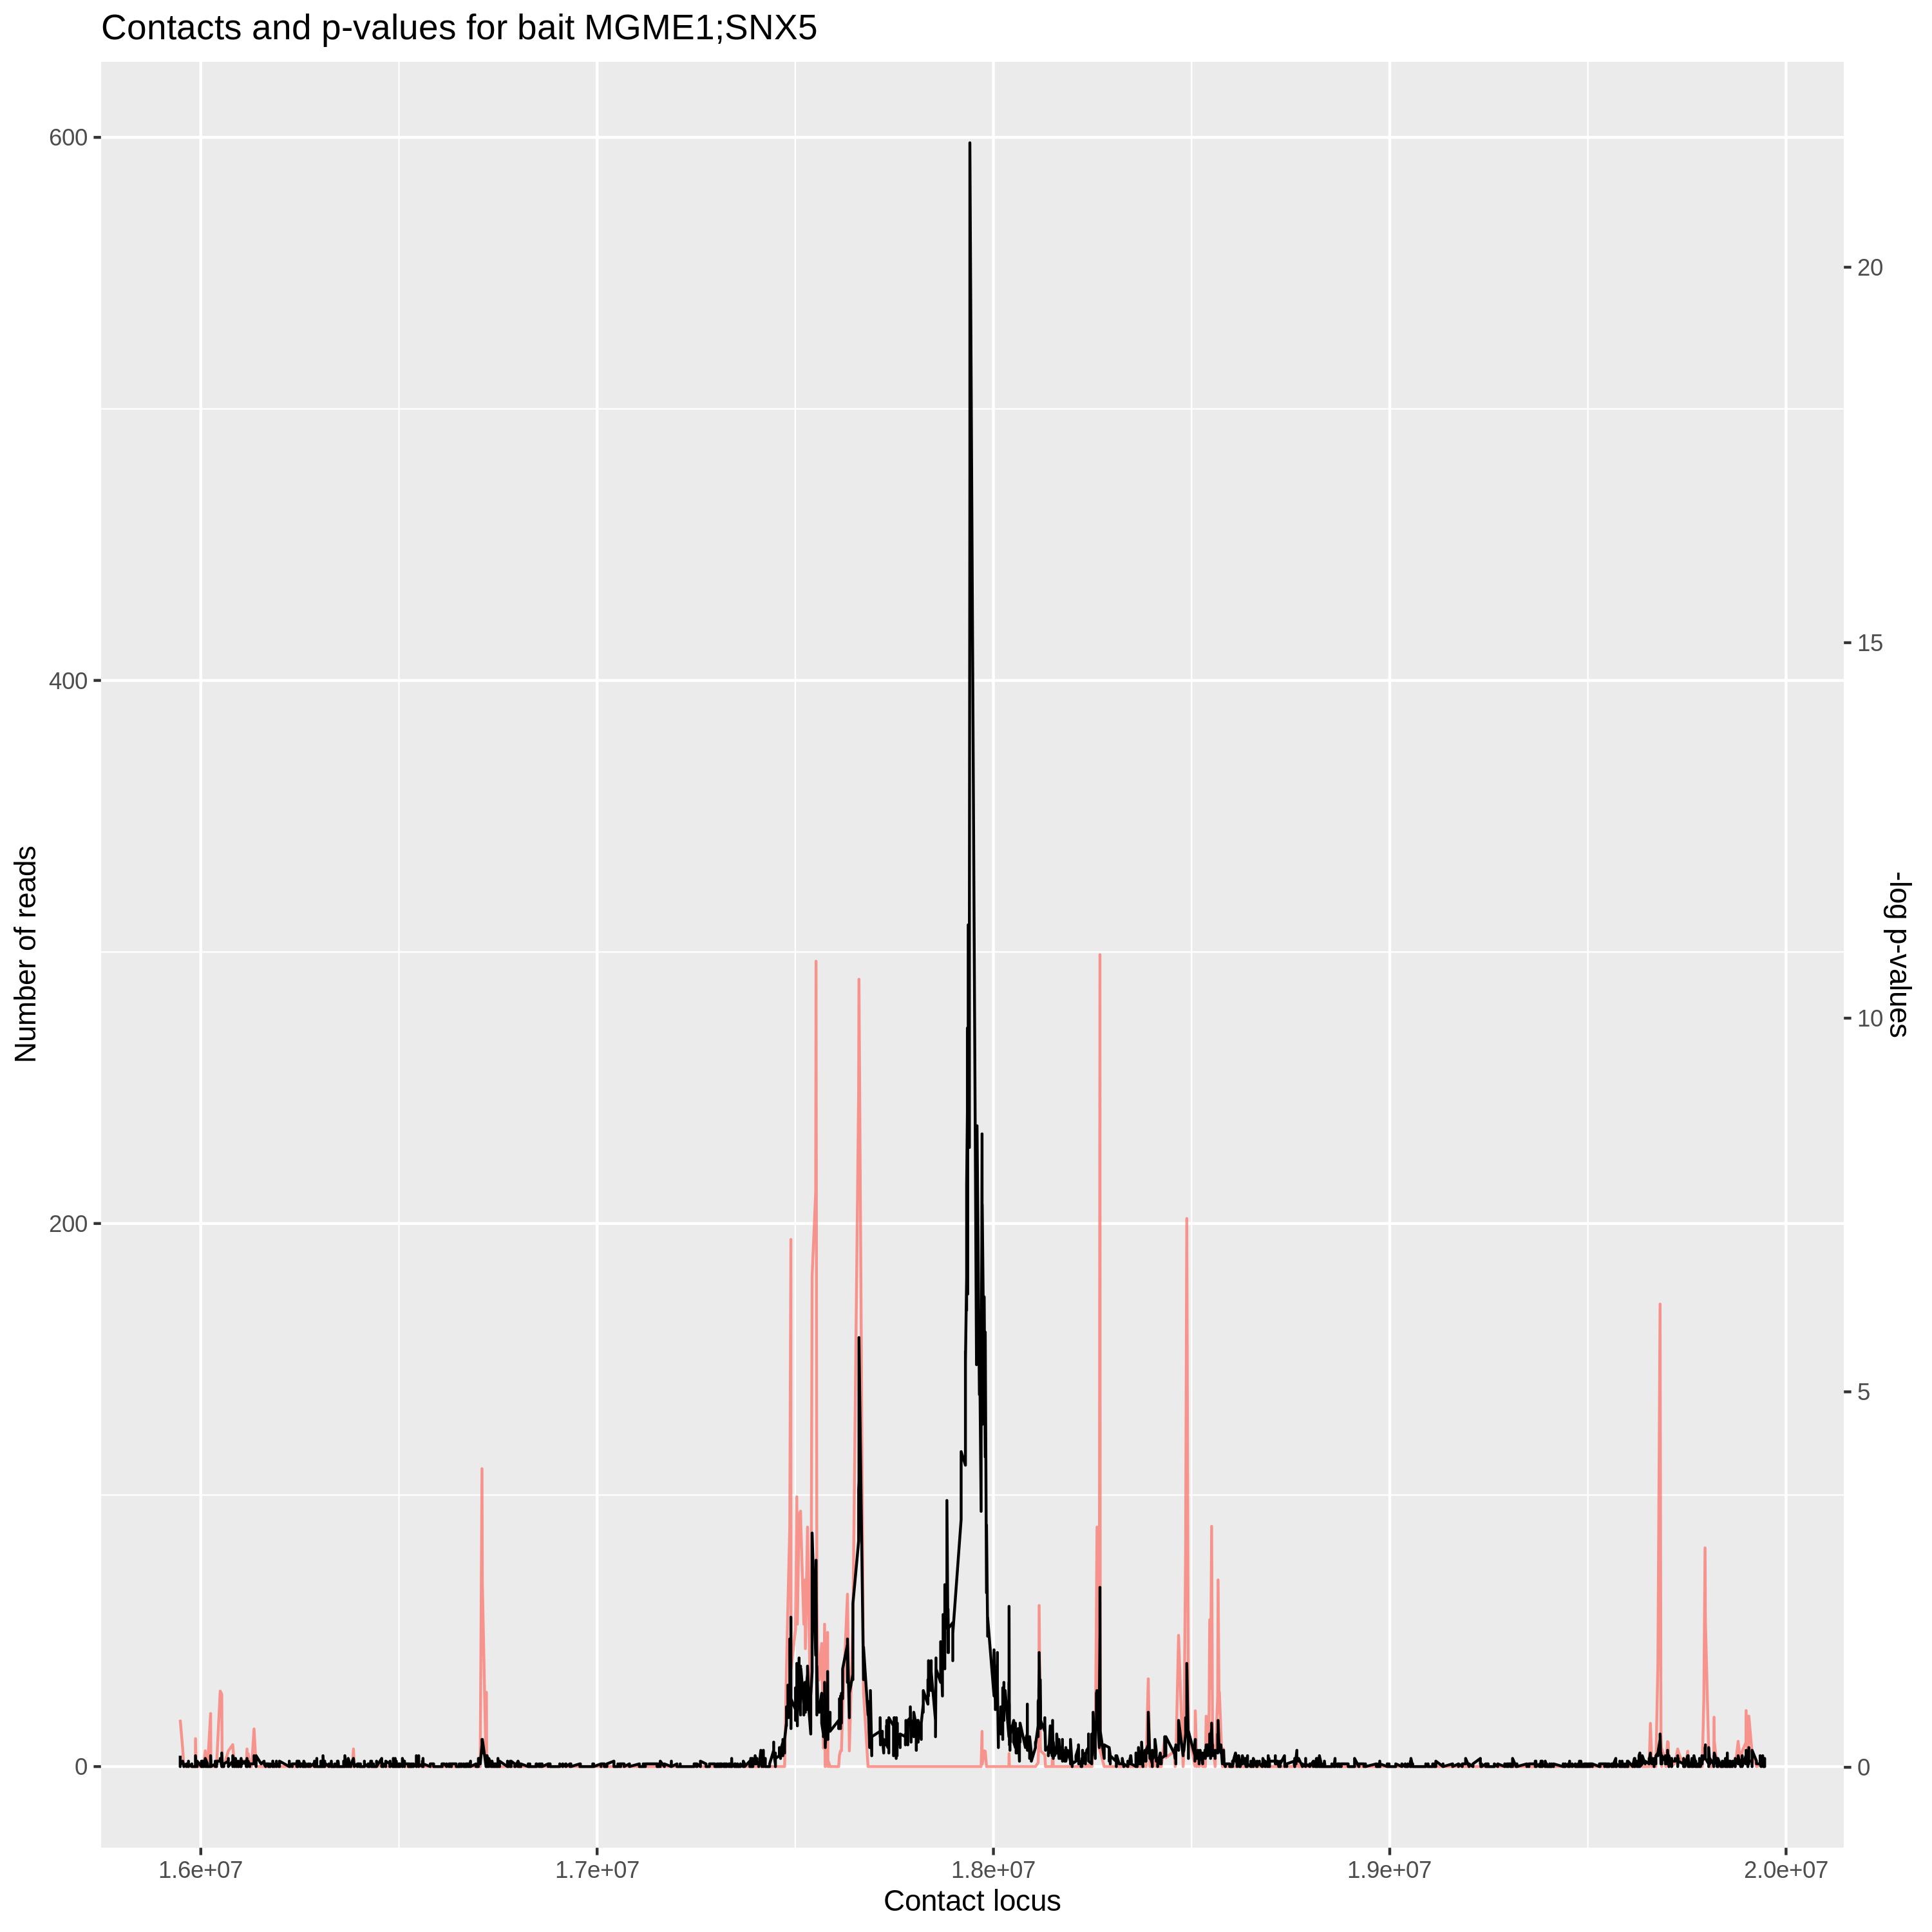 Contacts and p-values for bait MGME1;SNX5
600
400
200
0
Number of reads
20
15
10
5
0
-log p-values
1.6e+07
1.7e+07
1.8e+07
1.9e+07
2.0e+07
Contact locus